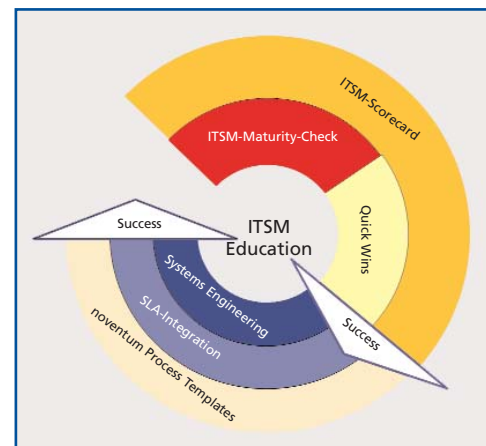 ITSM-Scorecard
ITSM-Maturity-Check
Quick Wins
Success
ITSM
Education
Success
Systems Engineering
SLA-Integration
noventum Process Templates